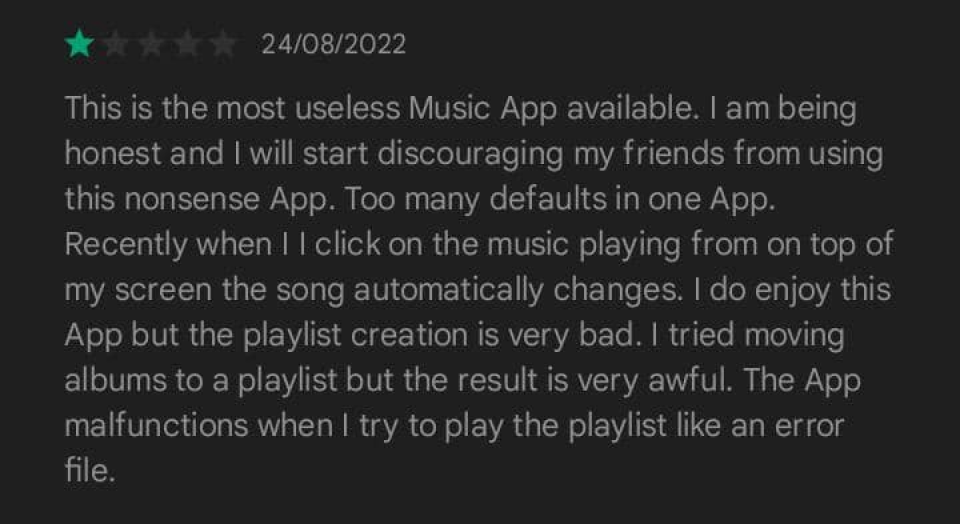 24/08/2022
This is the most useless Music App available. I am being
honest and I will start discouraging my friends from using
this nonsense App. Too many defaults in one App.
Recently when I I click on the music playing from on top of
my screen the song automatically changes. I do enjoy this
App but the playlist creation is very bad. I tried moving
albums to a playlist but the result is very awful. The App
malfunctions when I try to play the playlist like an error
file.